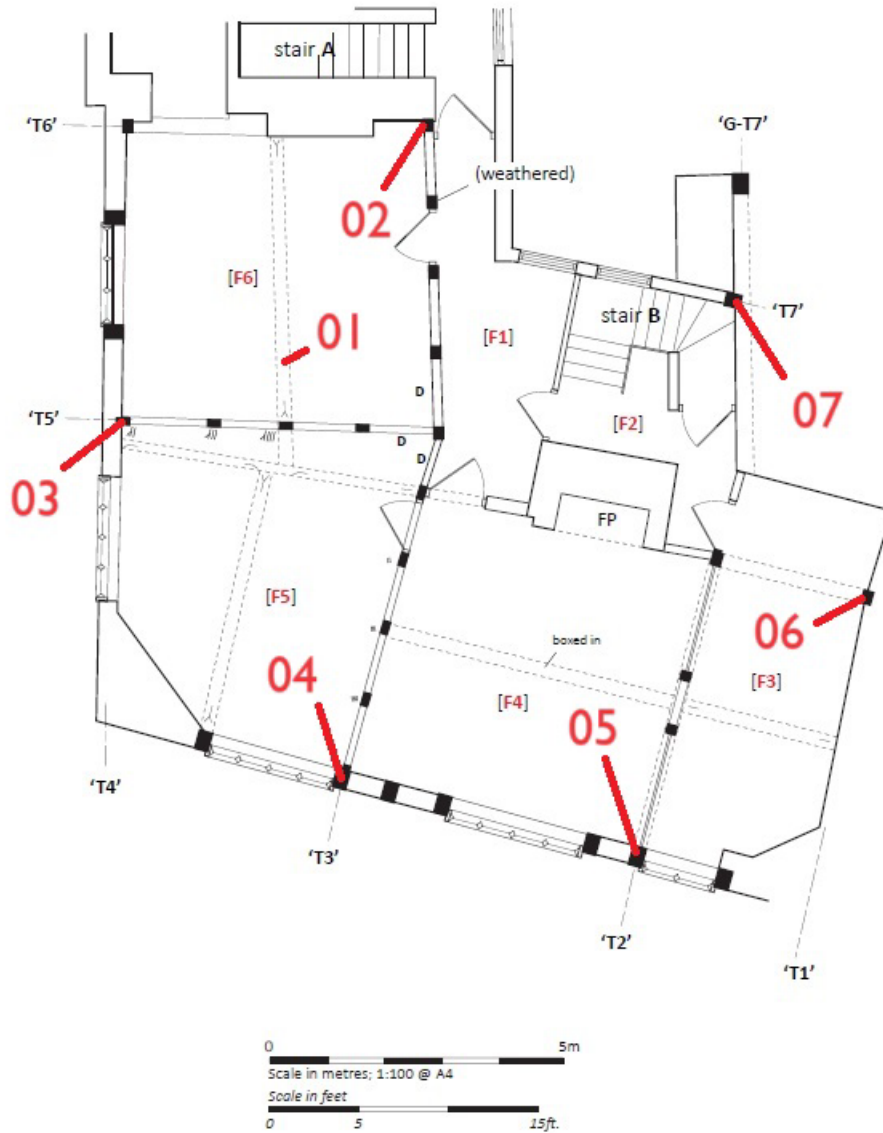 stair A
‘T6’
‘G-T7’
(weathered)
02
[F6]
stair B
‘T7’
01
[F1]
D
‘T5’
07
[F2]
D
D
03
FP
[F5]
06
boxed in
04
[F3]
[F4]
05
‘T4’
‘T3’
‘T2’
‘T1’
0 5m
Scale in metres; 1:100 @ A4
Scale in feet
0 5 15ft.